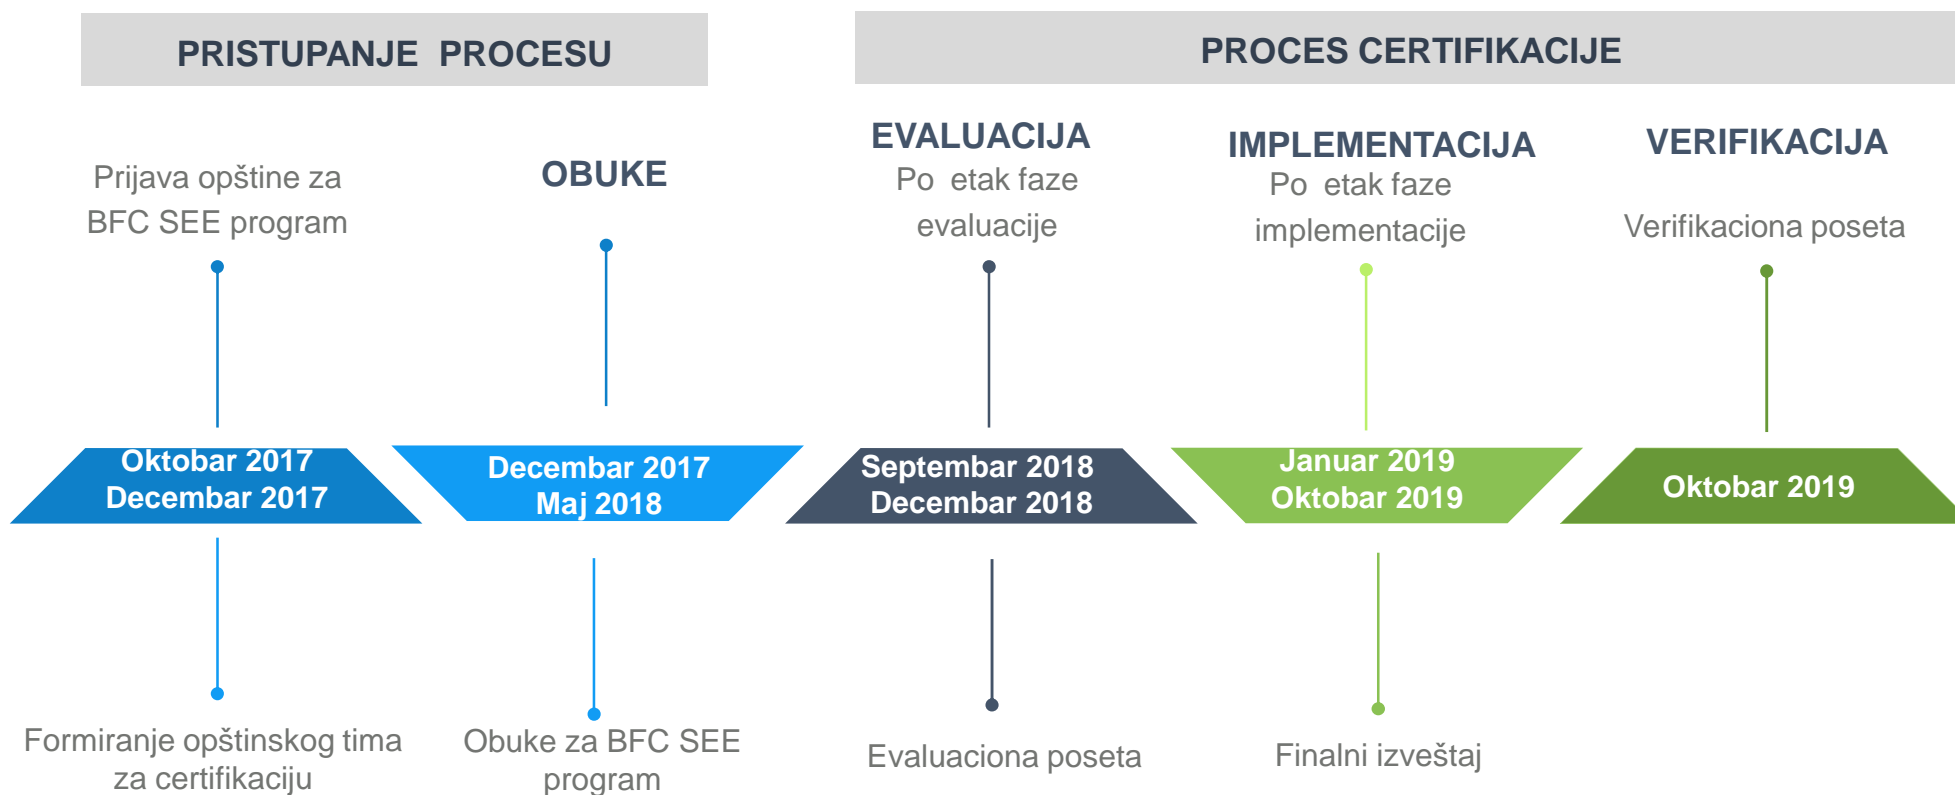 PRISTUPANJE PROCESU
PROCES CERTIFIKACIJE
Prijava opštine za
BFC SEE program
OBUKE
EVALUACIJA
Po etak faze
evaluacije
IMPLEMENTACIJA
Po etak faze
implementacije
VERIFIKACIJA
Verifikaciona poseta
Oktobar 2017
Decembar 2017
Decembar 2017
Maj 2018
Septembar 2018
Decembar 2018
Januar 2019
Oktobar 2019
Oktobar 2019
Formiranje opštinskog tima
za certifikaciju
Obuke za BFC SEE
program
Evaluaciona poseta
Finalni izveštaj